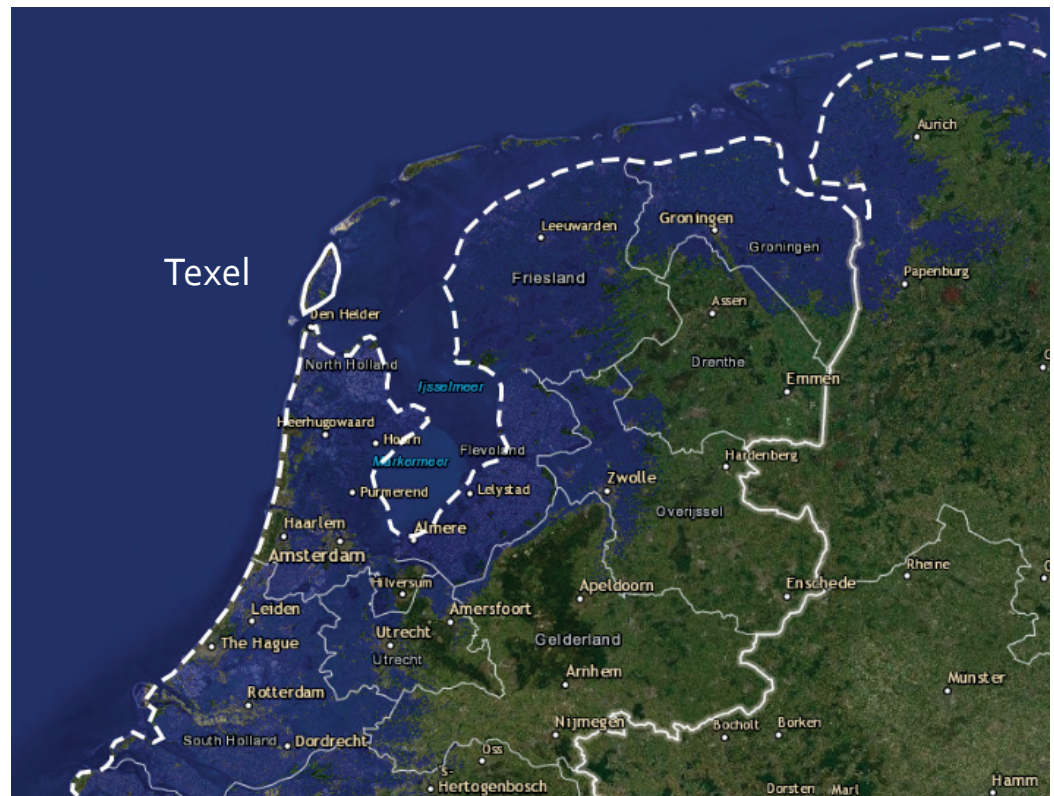 Aurich
Groningen
Leeuwarden
Groningen
Texel
Friesland
Papenburg
Assen
Den Helder
North Holland
Drenthe
Ijsselmeer
Emmen
Heerhugowaard
Hoorn
Markermeer
Flevoland
Hardenberg
Purmerend
Lelystad
Zwolle
Overijssel
Haarlem
Almere
Amsterdam
Hilversum
Apeldoorn
Enschede
Rheine
Leiden
Amersfoort
The Hague
Utrecht
Utrecht
Gelderland
Arnhem
Munster
Rotterdam
South Holland
Dordrecht
Nijmegen
Bocholt
Borken
Oss
's-
Hertogenbosch
Dorsten
Marl
Hamm